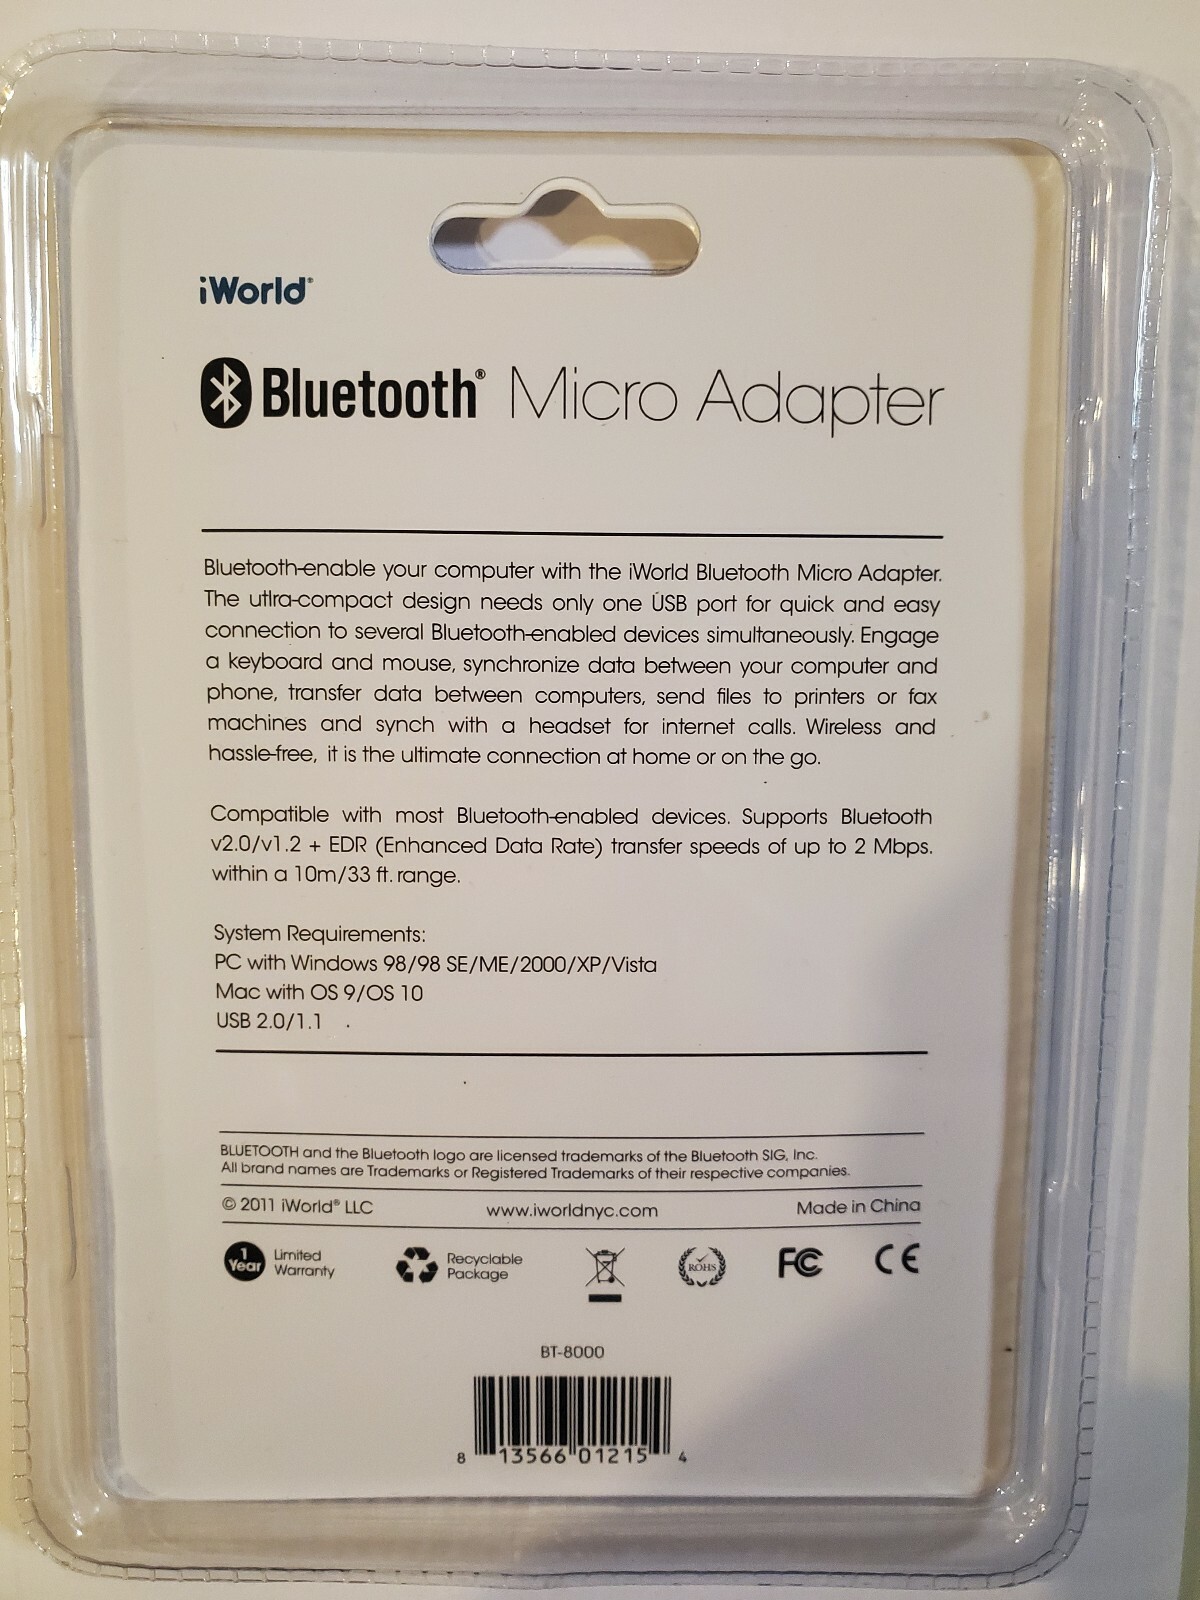 iWorld®
Bluetooth® Micro Adapter
Bluetooth-enable your computer with the iWorld Bluetooth Micro Adapter.
The utlra-compact design needs only one USB port for quick and easy
connection to several Bluetooth-enabled devices simultaneously. Engage
a keyboard and mouse, synchronize data between your computer and
phone, transfer data between computers, send files to printers or fax
machines and synch with a headset for internet calls. Wireless and
hassle-free, it is the ultimate connection at home or on the go.
Compatible with most Bluetooth-enabled devices. Supports Bluetooth
v2.0/v1.2 + EDR (Enhanced Data Rate) transfer speeds of up to 2 Mbps.
within a 10m/33 ft. range.
System Requirements:
PC with Windows 98/98 SE/ME/2000/XP/Vista
Mac with OS 9/OS 10
USB 2.0/1.1
BLUETOOTH and the Bluetooth logo are licensed trademarks of the Bluetooth SIG, Inc.
All brand names are Trademarks or Registered Trademarks of their respective companies.
© 2011 iWorld® LLC www.iworldnyc.com Made in China
1 Year Limited Warranty Recyclable Package ROHS FC CE
BT-8000
8 13566 01215 4